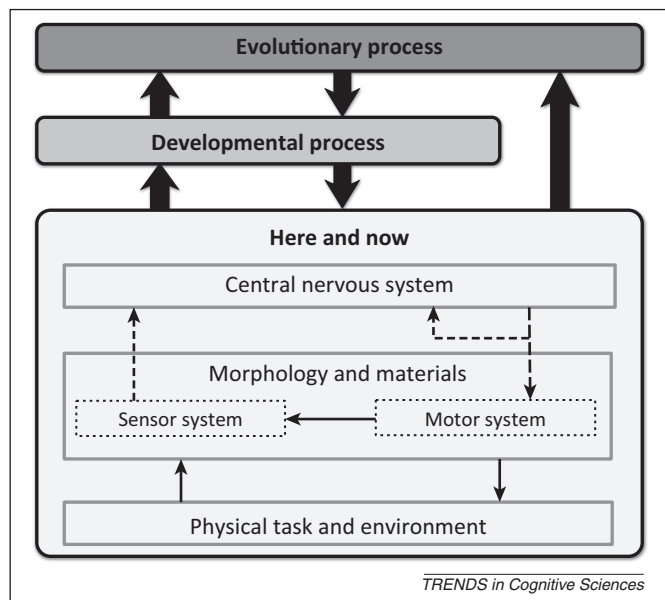 Evolutionary process
Developmental process
Here and now
Central nervous system
Morphology and materials
Sensor system
Motor system
Physical task and environment
TRENDS in Cognitive Sciences